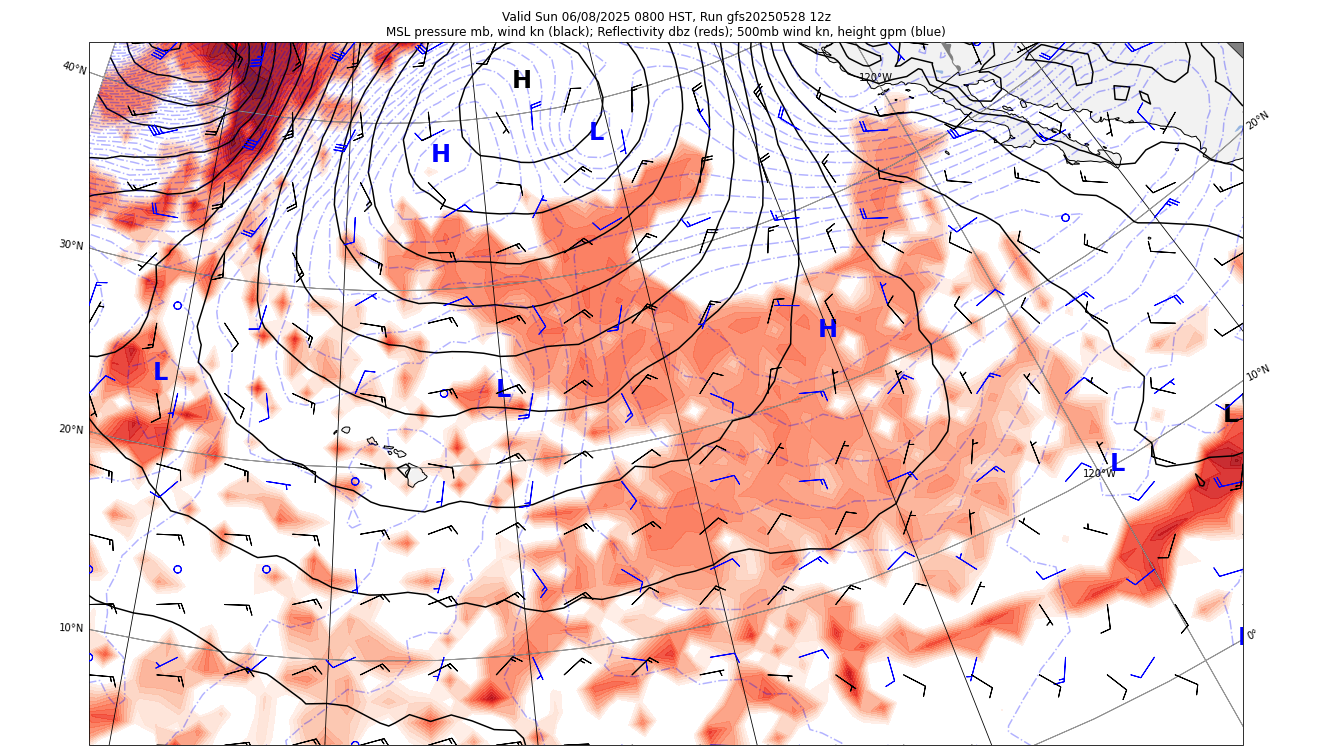 Valid Sun 06/08/2025 0800 HST, Run gfs20250528 12z
MSL pressure mb, wind kn (black); Reflectivity dbz (reds); 500mb wind kn, height gpm (blue)
40°N
H
120°W
L
20°N
H
30°N
H
L
L
10°N
L
20°N
L
120°W
10°N
0°